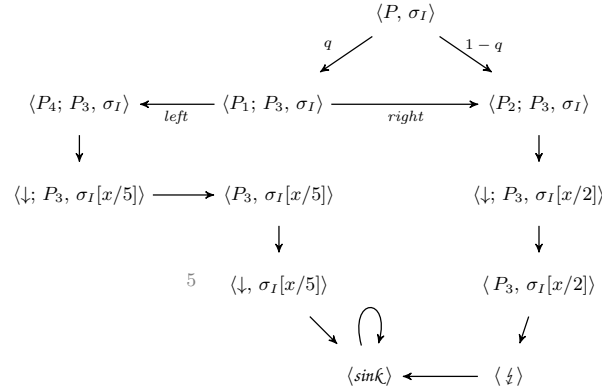 ⟨P, σ_I⟩
q 1 − q
⟨P_4; P_3, σ_I⟩ left ⟨P_1; P_3, σ_I⟩ right ⟨P_2; P_3, σ_I⟩
⟨↓; P_3, σ_I[x/5]⟩ ⟨P_3, σ_I[x/5]⟩ ⟨↓; P_3, σ_I[x/2]⟩
5 ⟨↓, σ_I[x/5]⟩ ⟨P_3, σ_I[x/2]⟩
⟨sink⟩ ⟨↯⟩